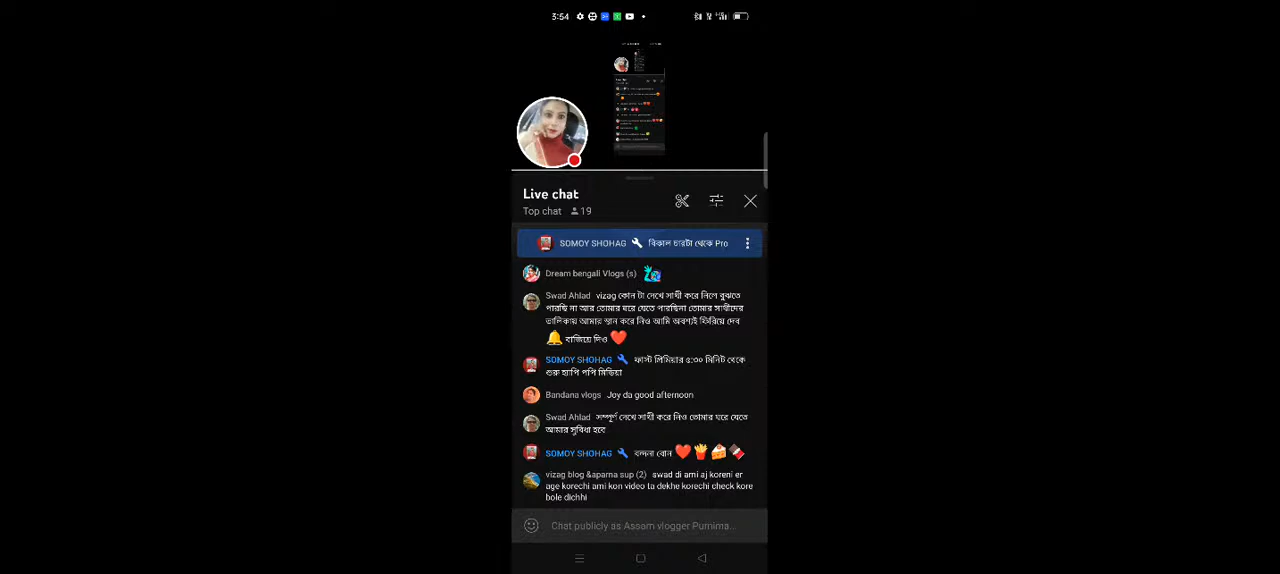 3:54
Live chat
Top chat 19
SOMOY SHOHAG বিকাল চারটা থেকে Pro
Dream bengali Vlogs (s)
Swad Ahlad vizag কোন টা দেখে সাথী করে নিলে বুঝতে
পারছি না আর তোমার ঘরে যেতে পারছিনা তোমার সাথীদের
তালিকায় আমার স্থান করে নিও আমি অবশ্যই ফিরিয়ে দেব
🔔 বাজিয়ে দিও ❤️
SOMOY SHOHAG ফাস্ট প্রিমিয়ার ৫:৩০ মিনিট থেকে
শুরু হ্যাপি পপি মিডিয়া
Bandana vlogs Joy da good afternoon
Swad Ahlad সম্পূর্ণ দেখে সাথী করে নিও তোমার ঘরে যেতে
আমার সুবিধা হবে
SOMOY SHOHAG বন্দনা বোন ❤️🍟🍰🍫
vizag blog &aparna sup (2) swad di ami aj koreni er
age korechi ami kon video ta dekhe korechi check kore
bole dichhi
Chat publicly as Assam vlogger Purnima...